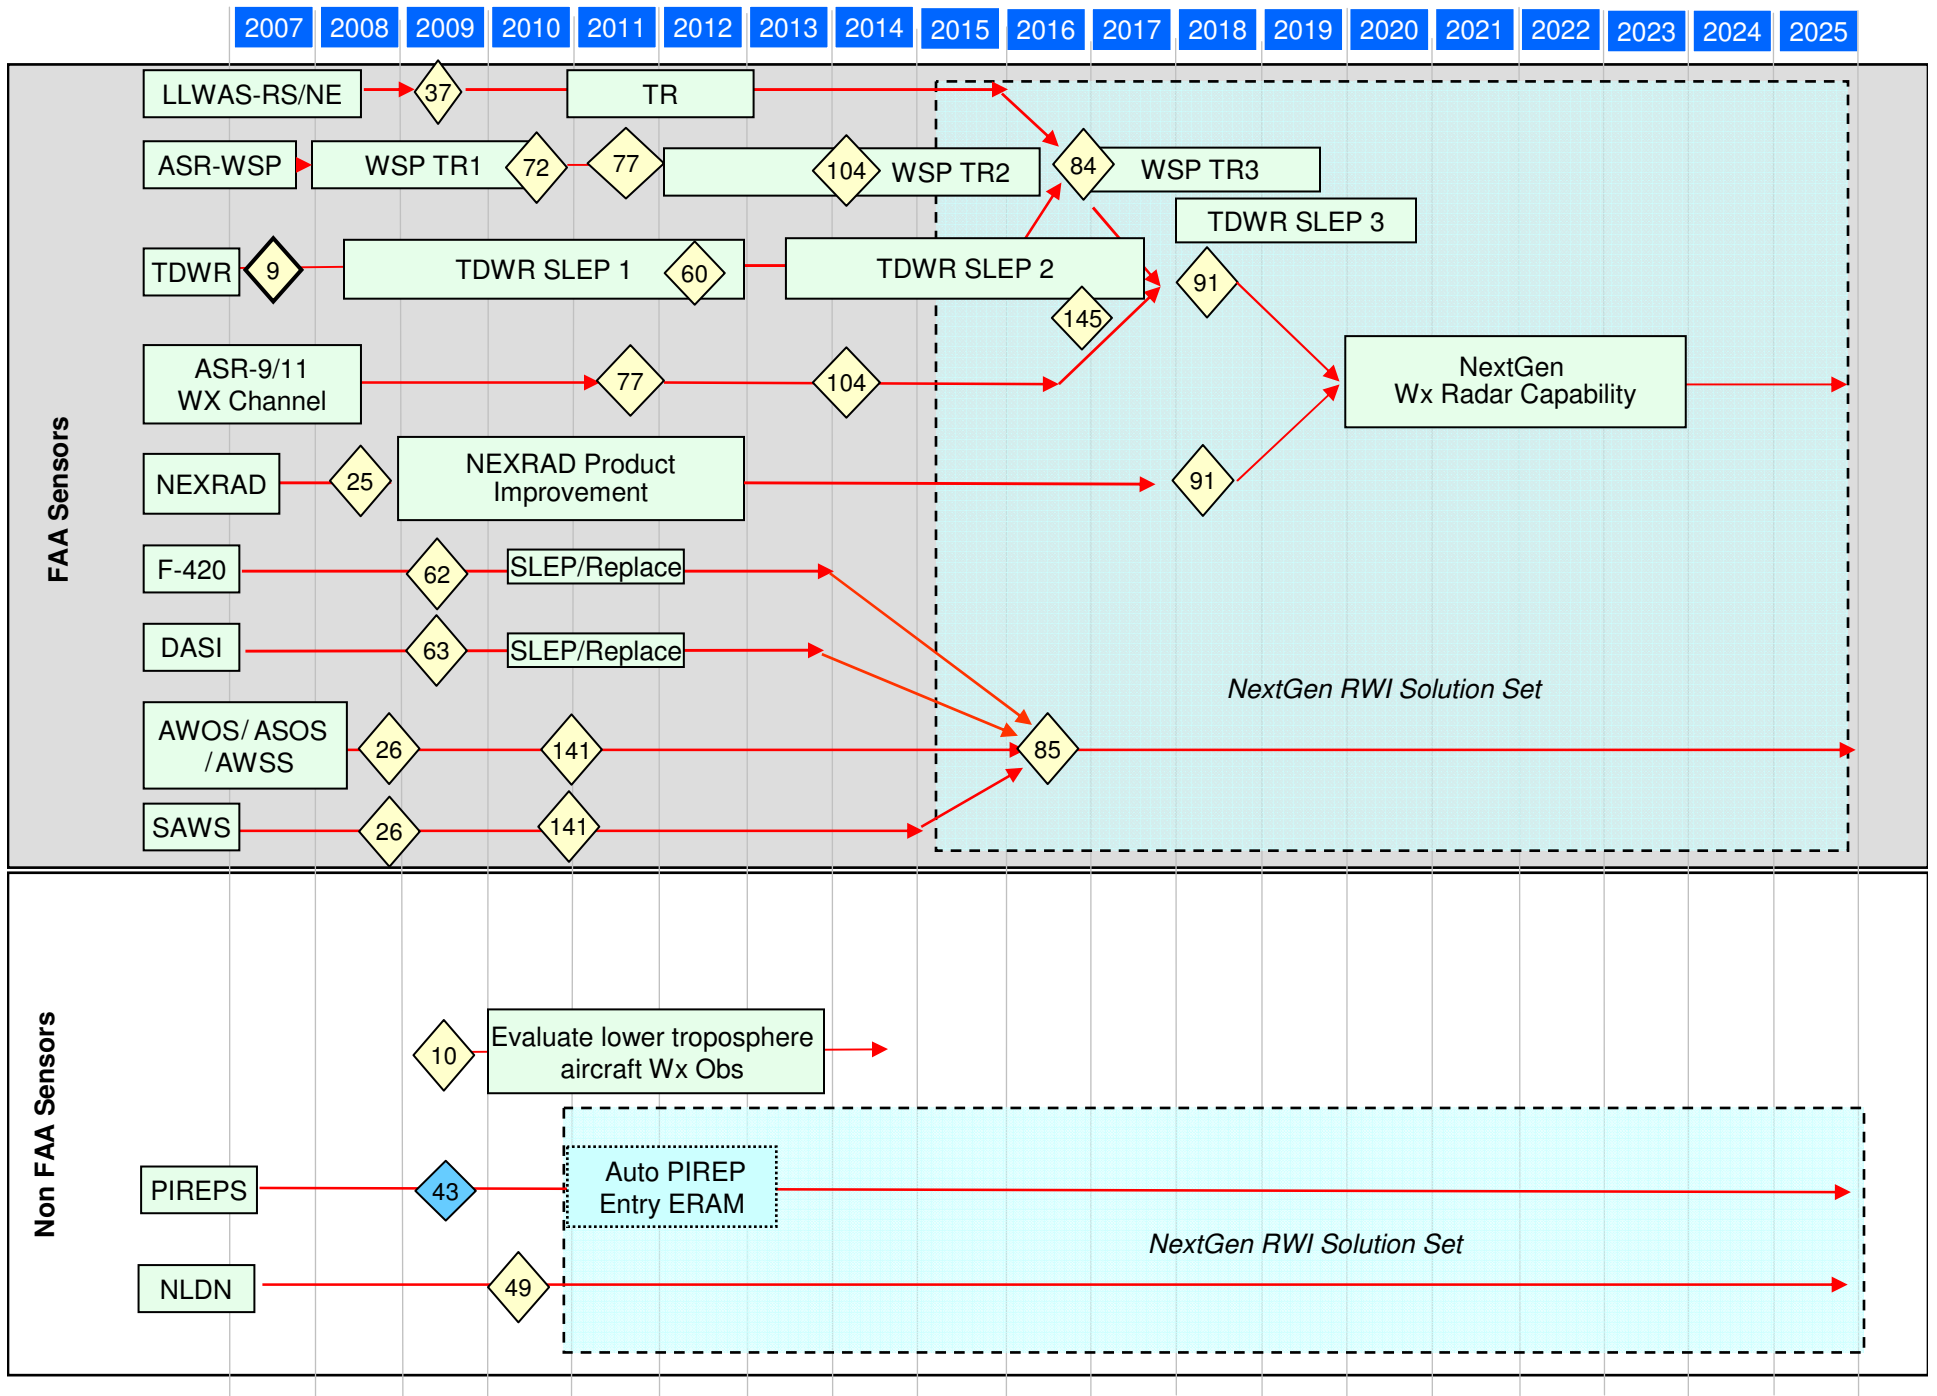 2007 2008 2009 2010 2011 2012 2013 2014 2015 2016 2017 2018 2019 2020 2021 2022 2023 2024 2025
FAA Sensors
LLWAS-RS/NE 37 TR
ASR-WSP WSP TR1 72 77 104 WSP TR2 84 WSP TR3
TDWR SLEP 3
TDWR 9 TDWR SLEP 1 60 TDWR SLEP 2 91
145
ASR-9/11
WX Channel
77 104
NextGen
Wx Radar Capability
NEXRAD 25
NEXRAD Product
Improvement
91
F-420 62 SLEP/Replace
DASI 63 SLEP/Replace
NextGen RWI Solution Set
AWOS/ ASOS
/AWSS
26 141 85
SAWS 26 141
Non FAA Sensors
10
Evaluate lower troposphere
aircraft Wx Obs
PIREPS 43
Auto PIREP
Entry ERAM
NextGen RWI Solution Set
NLDN 49